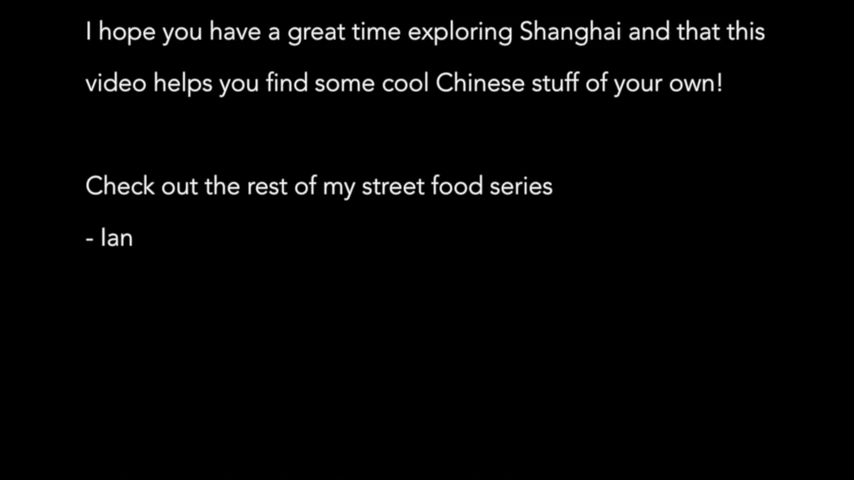 I hope you have a great time exploring Shanghai and that this
video helps you find some cool Chinese stuff of your own!
Check out the rest of my street food series
- Ian